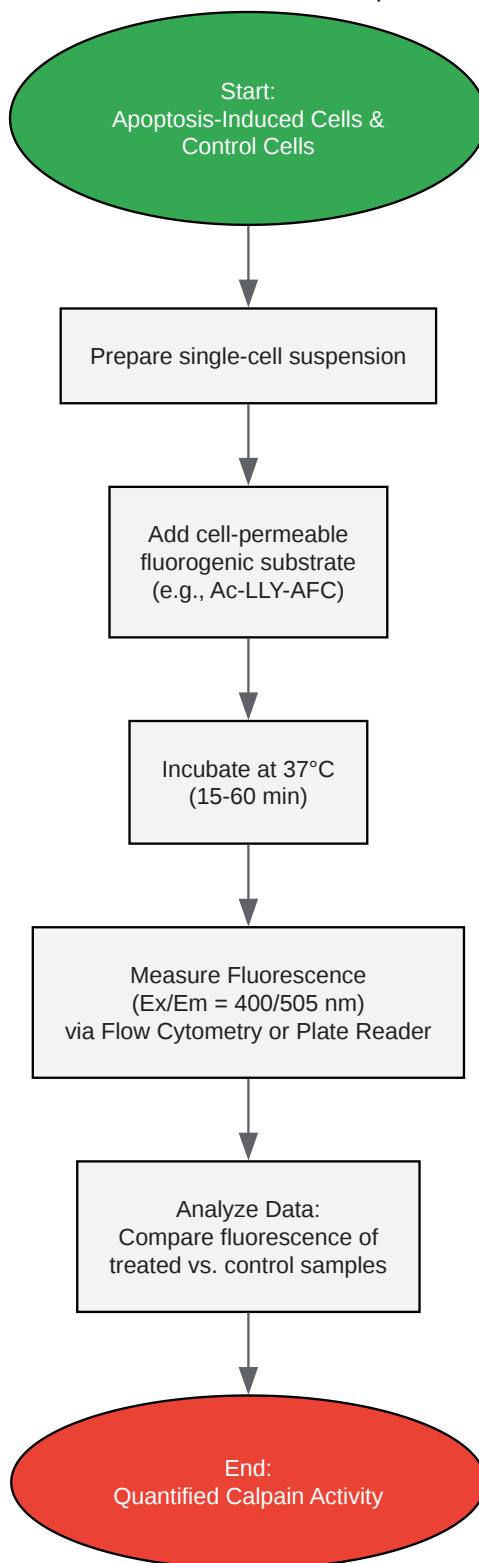 Start:
Apoptosis-Induced Cells &
Control Cells
Prepare single-cell suspension
Add cell-permeable
fluorogenic substrate
(e.g., Ac-LLY-AFC)
Incubate at 37°C
(15-60 min)
Measure Fluorescence
(Ex/Em = 400/505 nm)
via Flow Cytometry or Plate Reader
Analyze Data:
Compare fluorescence of
treated vs. control samples
End:
Quantified Calpain Activity